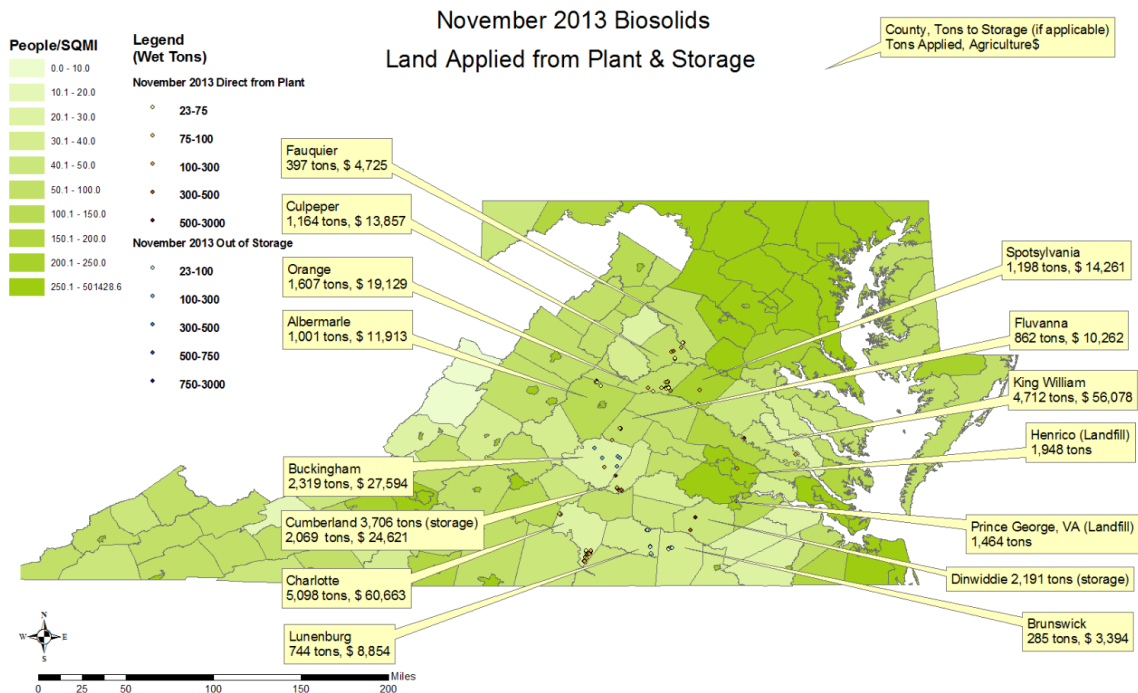 November 2013 Biosolids
Land Applied from Plant & Storage
County, Tons to Storage (if applicable)
Tons Applied, Agriculture$
People/SQMI
0.0 - 10.0
10.1 - 20.0
20.1 - 30.0
30.1 - 40.0
40.1 - 50.0
50.1 - 100.0
100.1 - 150.0
150.1 - 200.0
200.1 - 250.0
250.1 - 501428.6
Legend
(Wet Tons)
November 2013 Direct from Plant
23-75
75-100
100-300
300-500
500-3000
November 2013 Out of Storage
23-100
100-300
300-500
500-750
750-3000
Fauquier
397 tons, $ 4,725
Culpeper
1,164 tons, $ 13,857
Orange
1,607 tons, $ 19,129
Albermarle
1,001 tons, $ 11,913
Buckingham
2,319 tons, $ 27,594
Cumberland 3,706 tons (storage)
2,069 tons, $ 24,621
Charlotte
5,098 tons, $ 60,663
Lunenburg
744 tons, $ 8,854
Spotsylvania
1,198 tons, $ 14,261
Fluvanna
862 tons, $ 10,262
King William
4,712 tons, $ 56,078
Henrico (Landfill)
1,948 tons
Prince George, VA (Landfill)
1,464 tons
Dinwiddie 2,191 tons (storage)
Brunswick
285 tons, $ 3,394
N
W E
S
Miles
0 25 50 100 150 200